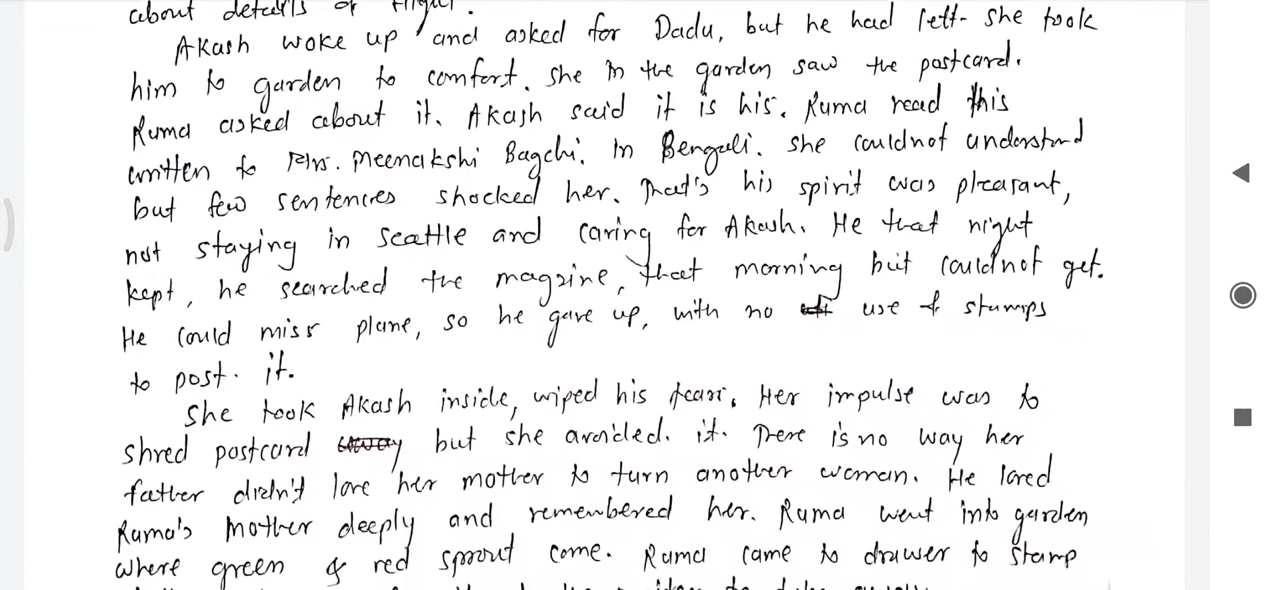 about details of flight.
Akash woke up and asked for Dadu, but he had left. she took
him to garden to comfort. she in the garden saw the postcard.
Ruma asked about it. Akash said it is his. Ruma read this
written to Mrs. Meenakshi Bagchi. In Bengali. she couldnot understand
but few sentences shocked her. That's his spirit was pleasant,
not staying in seattle and caring for Akash. He that night
kept, he searched the magzine, that morning but couldnot get.
He could miss plane, so he gave up, with no use of stamps
to post. it.
She took Akash inside, wiped his tears. Her impulse was to
shred postcard but she avoided. it. There is no way her
father didn't love her mother to turn another woman. He loved
Ruma's Mother deeply and remembered her. Ruma went into garden
where green & red sprout come. Ruma came to drawer to stamp